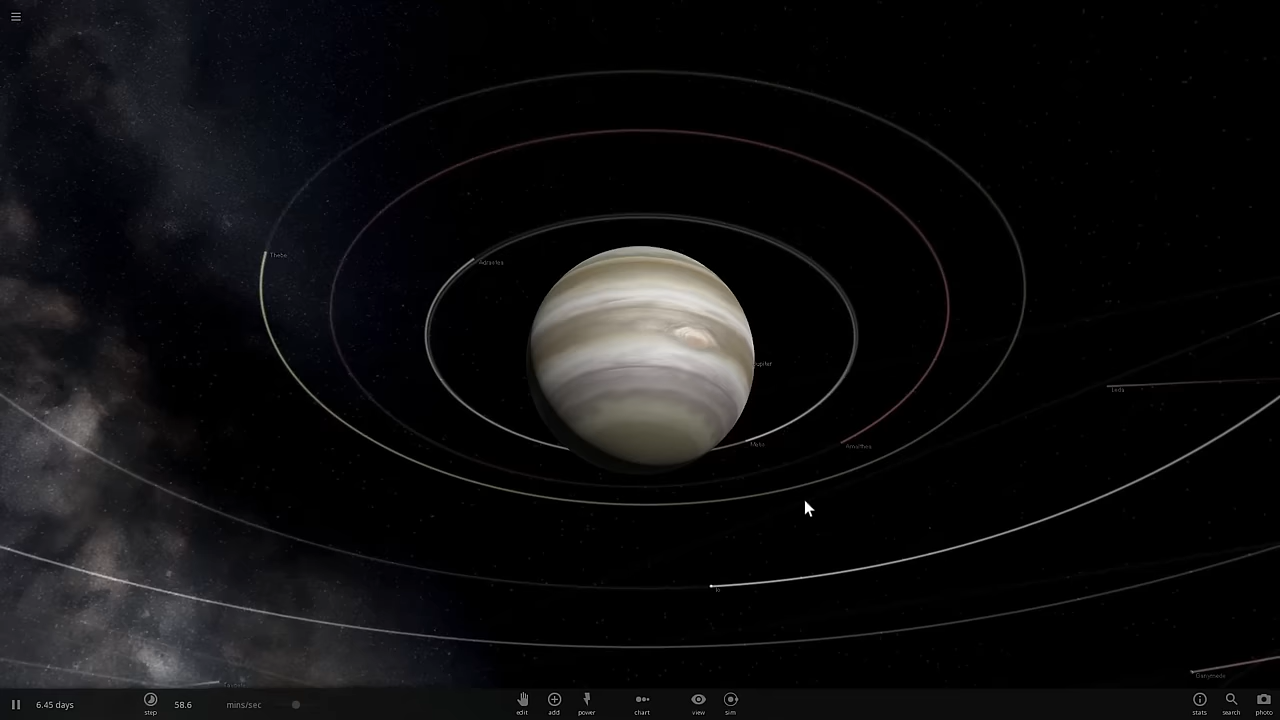 Thebe
Adrastea
Jupiter
Leda
Metis
Amalthea
Io
Ganymede
6.45 days
step
58.6
mins/sec
edit
add
power
chart
view
sim
stats
search
photo